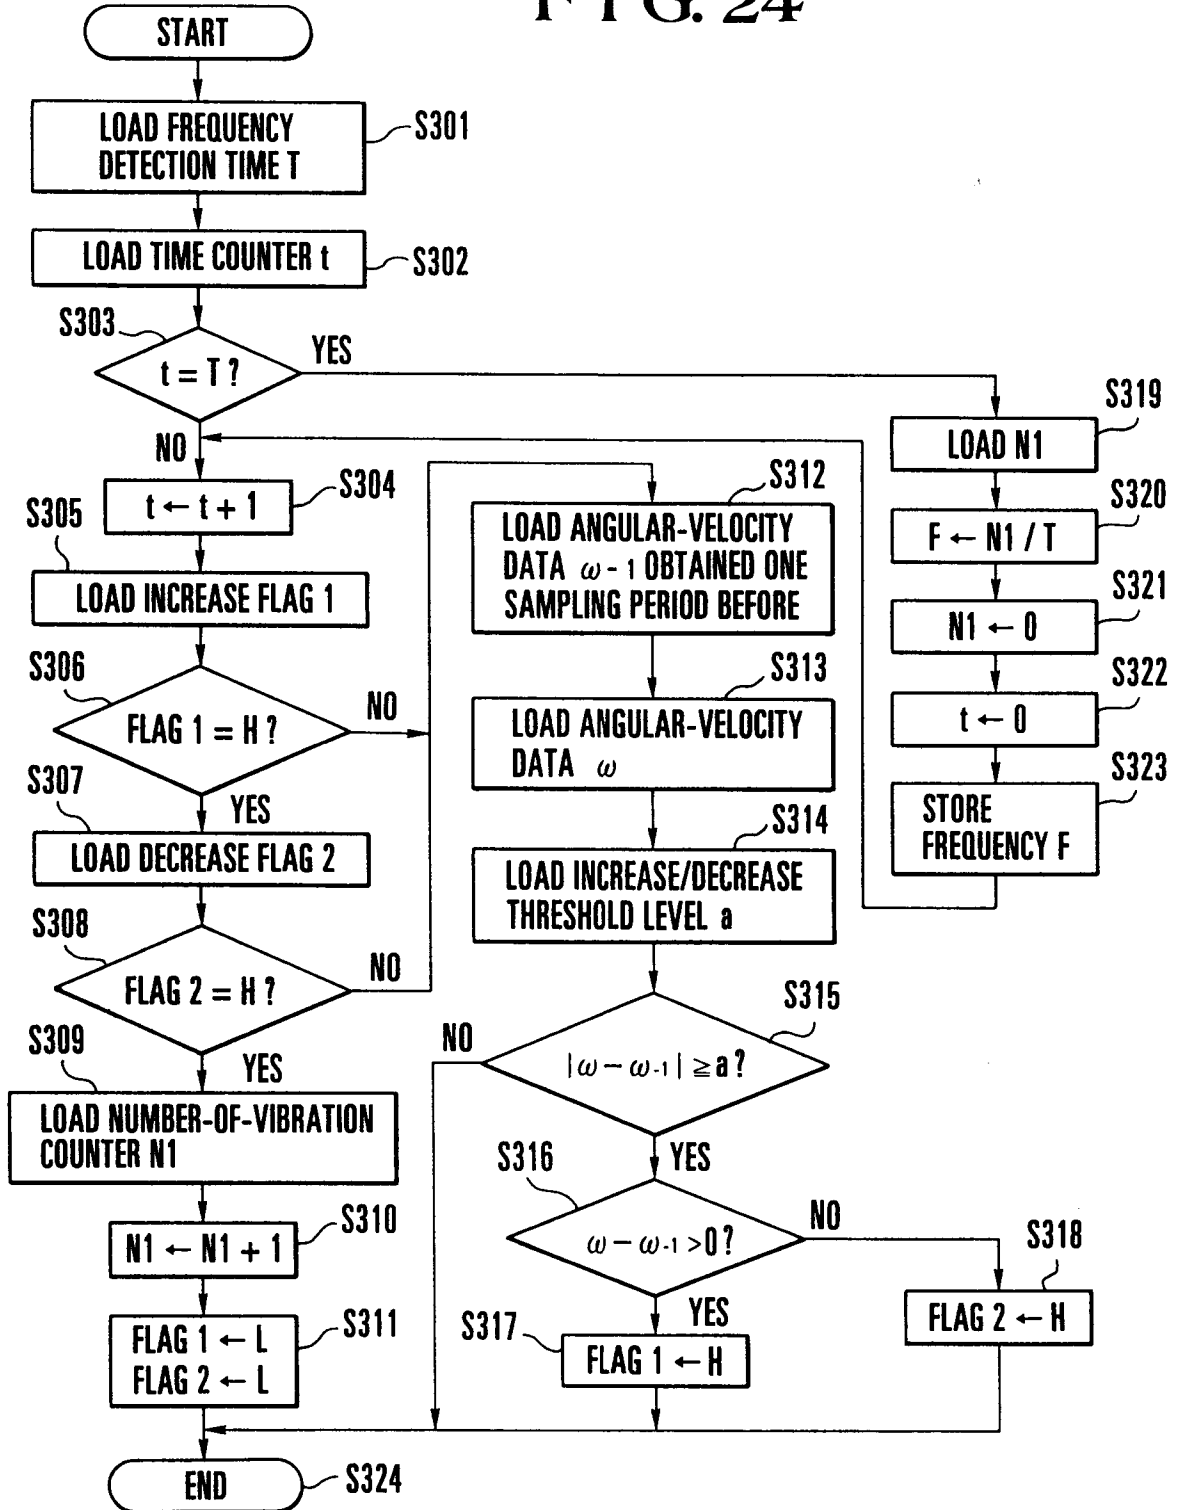 FIG. 24
START
LOAD FREQUENCY
DETECTION TIME T
S301
LOAD TIME COUNTER t
S302
S303
t = T ?
YES
NO
t ← t + 1
S304
S305
LOAD INCREASE FLAG 1
S306
FLAG 1 = H ?
NO
YES
S307
LOAD DECREASE FLAG 2
S308
FLAG 2 = H ?
NO
YES
S309
LOAD NUMBER-OF-VIBRATION
COUNTER N1
S310
N1 ← N1 + 1
S311
FLAG 1 ← L
FLAG 2 ← L
S312
LOAD ANGULAR-VELOCITY
DATA ω-1 OBTAINED ONE
SAMPLING PERIOD BEFORE
S313
LOAD ANGULAR-VELOCITY
DATA ω
S314
LOAD INCREASE/DECREASE
THRESHOLD LEVEL a
S315
|ω - ω-1| ≧ a ?
NO
YES
S316
ω - ω-1 > 0 ?
NO
YES
S317
FLAG 1 ← H
S318
FLAG 2 ← H
S319
LOAD N1
S320
F ← N1 / T
S321
N1 ← 0
S322
t ← 0
S323
STORE
FREQUENCY F
END
S324